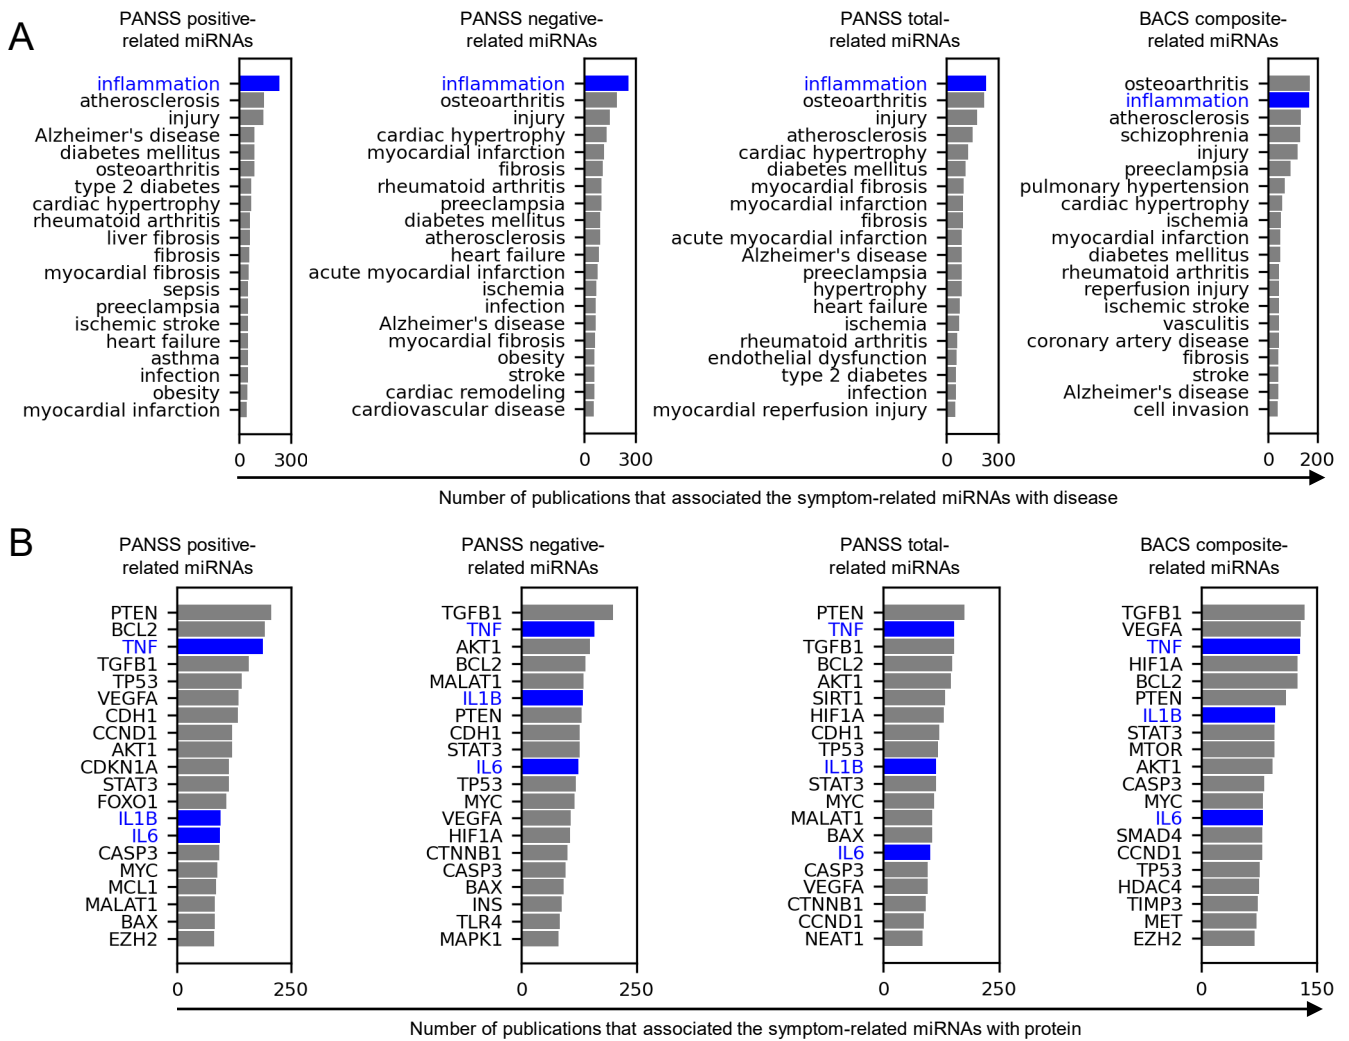 A
PANSS positive-
related miRNAs
inflammation
atherosclerosis
injury
Alzheimer's disease
diabetes mellitus
osteoarthritis
type 2 diabetes
cardiac hypertrophy
rheumatoid arthritis
liver fibrosis
fibrosis
myocardial fibrosis
sepsis
preeclampsia
ischemic stroke
heart failure
asthma
infection
obesity
myocardial infarction
0 300
PANSS negative-
related miRNAs
inflammation
osteoarthritis
injury
cardiac hypertrophy
myocardial infarction
fibrosis
rheumatoid arthritis
preeclampsia
diabetes mellitus
atherosclerosis
heart failure
acute myocardial infarction
ischemia
infection
Alzheimer's disease
myocardial fibrosis
obesity
stroke
cardiac remodeling
cardiovascular disease
0 300
PANSS total-
related miRNAs
inflammation
osteoarthritis
injury
atherosclerosis
cardiac hypertrophy
diabetes mellitus
myocardial fibrosis
myocardial infarction
fibrosis
acute myocardial infarction
Alzheimer's disease
preeclampsia
hypertrophy
heart failure
ischemia
rheumatoid arthritis
endothelial dysfunction
type 2 diabetes
infection
myocardial reperfusion injury
0 300
BACS composite-
related miRNAs
osteoarthritis
inflammation
atherosclerosis
schizophrenia
injury
preeclampsia
pulmonary hypertension
cardiac hypertrophy
ischemia
myocardial infarction
diabetes mellitus
rheumatoid arthritis
reperfusion injury
ischemic stroke
vasculitis
coronary artery disease
fibrosis
stroke
Alzheimer's disease
cell invasion
0 200
Number of publications that associated the symptom-related miRNAs with disease
B
PANSS positive-
related miRNAs
PTEN
BCL2
TNF
TGFB1
TP53
VEGFA
CDH1
CCND1
AKT1
CDKN1A
STAT3
FOXO1
IL1B
IL6
CASP3
MYC
MCL1
MALAT1
BAX
EZH2
0 250
PANSS negative-
related miRNAs
TGFB1
TNF
AKT1
BCL2
MALAT1
IL1B
PTEN
CDH1
STAT3
IL6
TP53
MYC
VEGFA
HIF1A
CTNNB1
CASP3
BAX
INS
TLR4
MAPK1
0 250
PANSS total-
related miRNAs
PTEN
TNF
TGFB1
BCL2
AKT1
SIRT1
HIF1A
CDH1
TP53
IL1B
STAT3
MYC
MALAT1
BAX
IL6
CASP3
VEGFA
CTNNB1
CCND1
NEAT1
0 250
BACS composite-
related miRNAs
TGFB1
VEGFA
TNF
HIF1A
BCL2
PTEN
IL1B
STAT3
MTOR
AKT1
CASP3
MYC
IL6
SMAD4
CCND1
TP53
HDAC4
TIMP3
MET
EZH2
0 150
Number of publications that associated the symptom-related miRNAs with protein